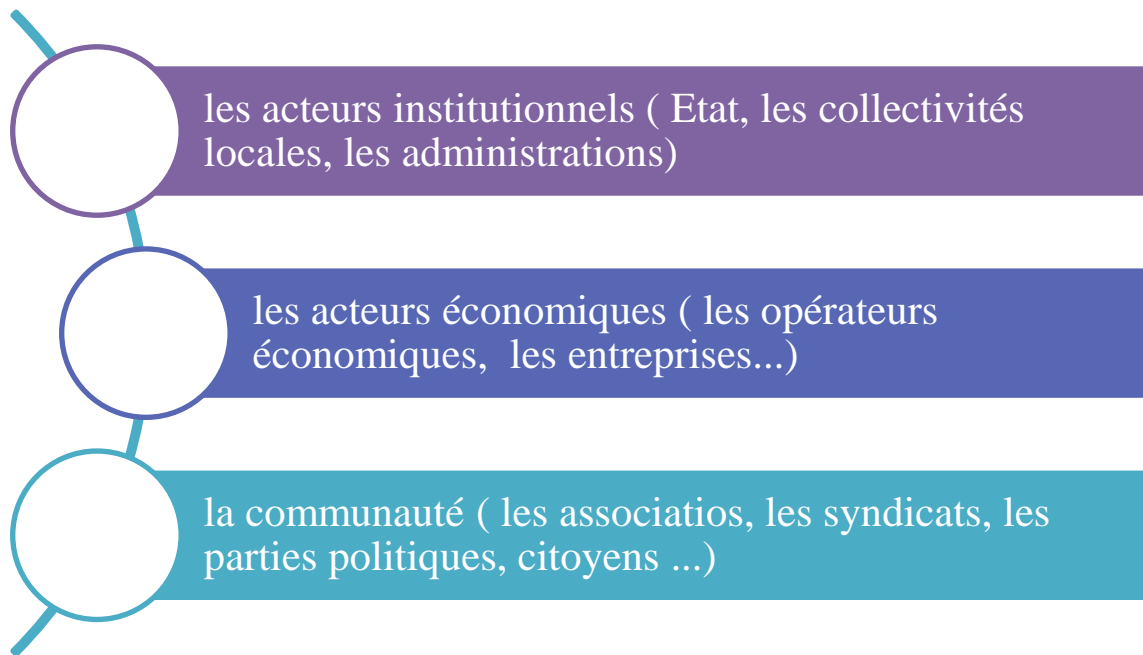 les acteurs institutionnels ( Etat, les collectivités
locales, les administrations)
les acteurs économiques ( les opérateurs
économiques,  les entreprises...)
la communauté ( les associatios, les syndicats, les
parties politiques, citoyens ...)